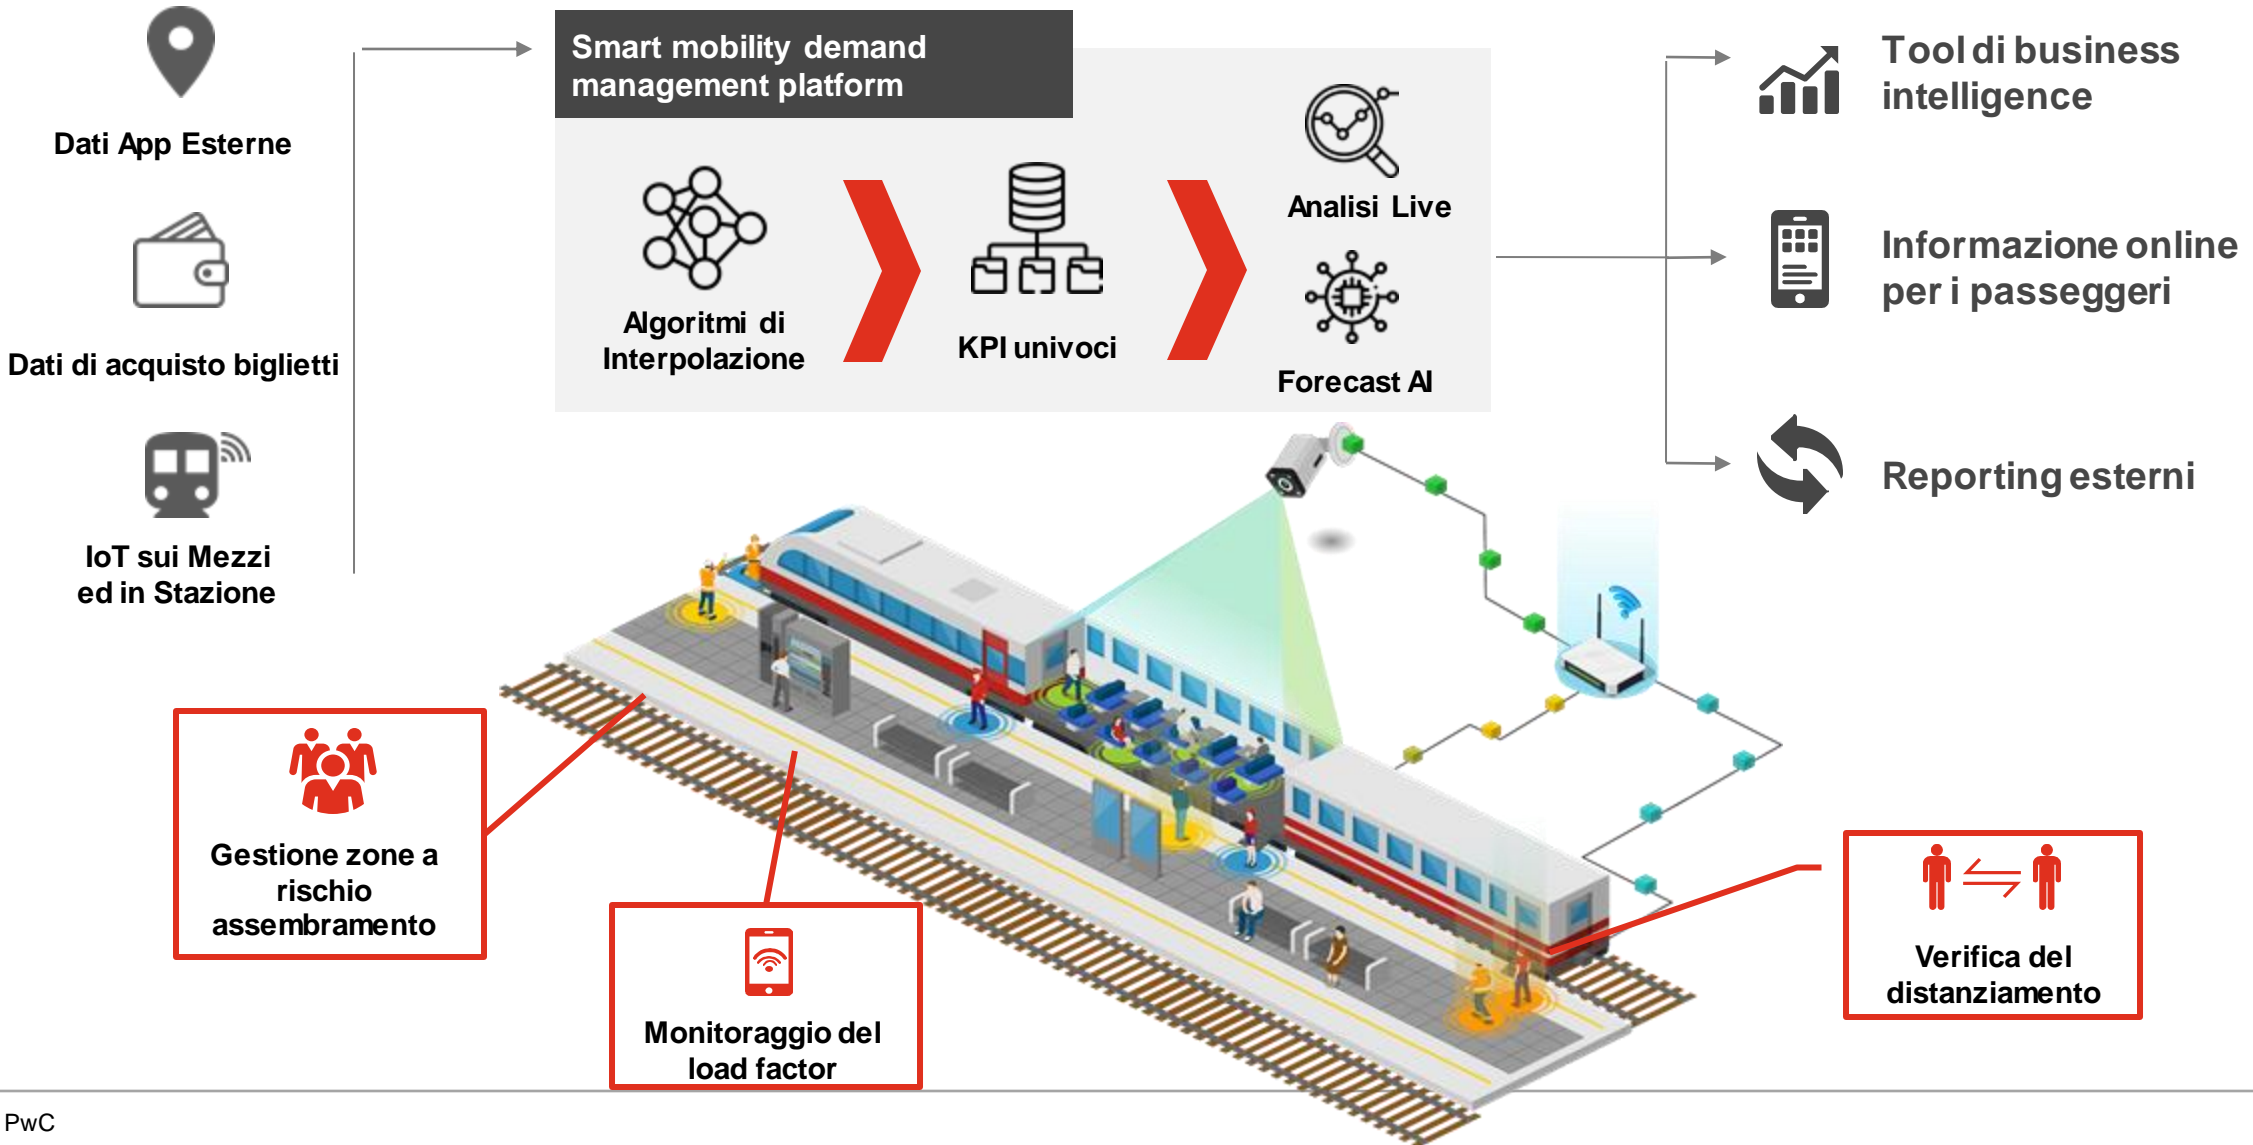 Dati App Esterne
Dati di acquisto biglietti
IoT sui Mezzi
ed in Stazione
Smart mobility demand
management platform
Algoritmi di
Interpolazione
KPI univoci
Analisi Live
Forecast AI
Tool di business
intelligence
Informazione online
per i passeggeri
Reporting esterni
Gestione zone a
rischio
assembramento
Monitoraggio del
load factor
Verifica del
distanziamento
PwC